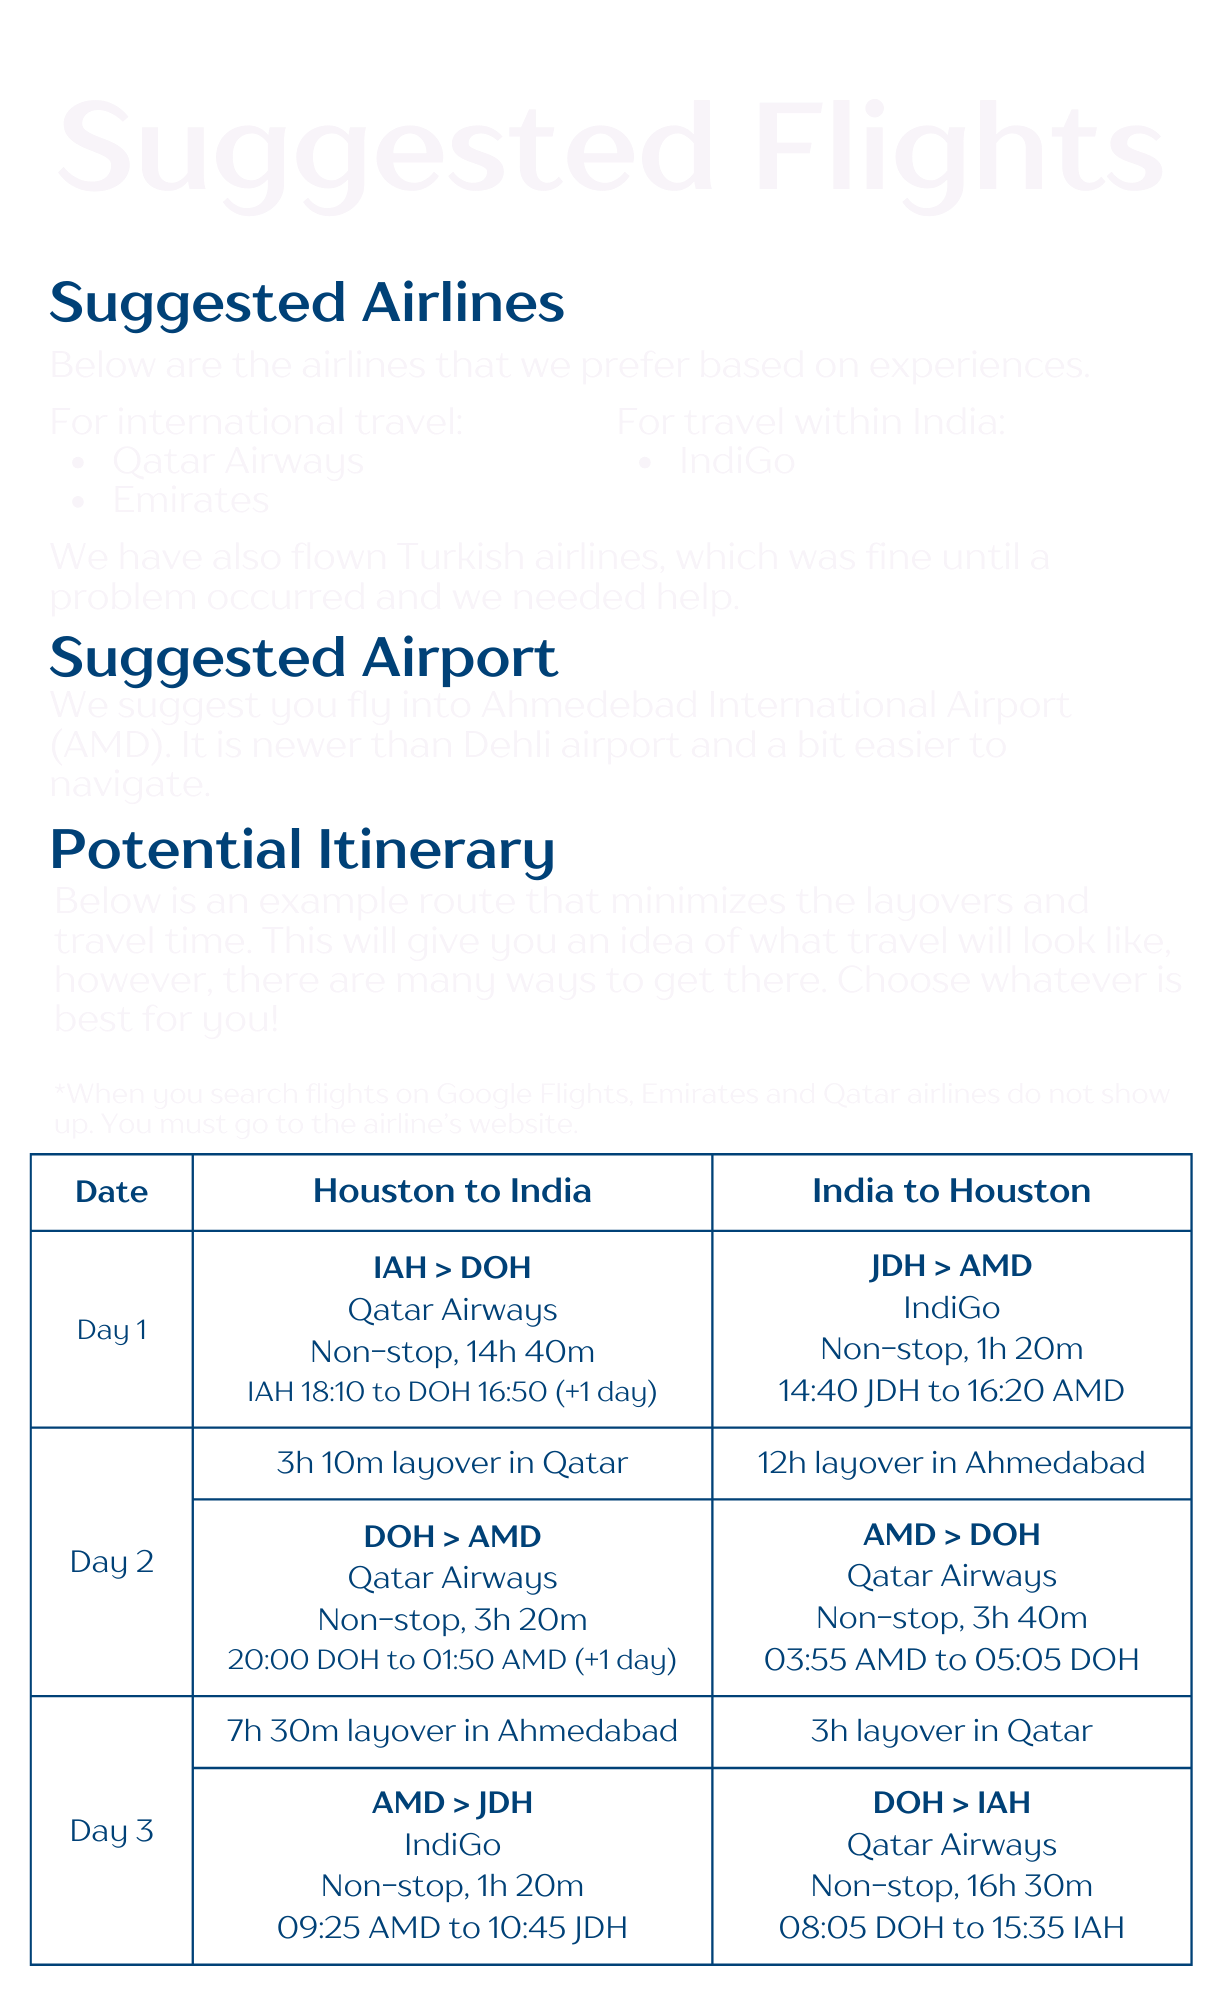 Suggested Flights
Suggested Airlines
Below are the airlines that we prefer based on experiences.
For international travel:
• Qatar Airways
• Emirates
For travel within India:
• IndiGo
We have also flown Turkish airlines, which was fine until a
problem occurred and we needed help.
Suggested Airport
We suggest you fly into Ahmedebad International Airport
(AMD). It is newer than Dehli airport and a bit easier to
navigate.
Potential Itinerary
Below is an example route that minimizes the layovers and
travel time. This will give you an idea of what travel will look like,
however, there are many ways to get there. Choose whatever is
best for you!
*When you search flights on Google Flights, Emirates and Qatar airlines do not show
up. You must go to the airline's website.
Date
Houston to India
India to Houston
Day 1
IAH > DOH
Qatar Airways
Non-stop, 14h 40m
IAH 18:10 to DOH 16:50 (+1 day)
JDH > AMD
IndiGo
Non-stop, 1h 20m
14:40 JDH to 16:20 AMD
Day 2
3h 10m layover in Qatar
12h layover in Ahmedabad
DOH > AMD
Qatar Airways
Non-stop, 3h 20m
20:00 DOH to 01:50 AMD (+1 day)
AMD > DOH
Qatar Airways
Non-stop, 3h 40m
03:55 AMD to 05:05 DOH
Day 3
7h 30m layover in Ahmedabad
3h layover in Qatar
AMD > JDH
IndiGo
Non-stop, 1h 20m
09:25 AMD to 10:45 JDH
DOH > IAH
Qatar Airways
Non-stop, 16h 30m
08:05 DOH to 15:35 IAH